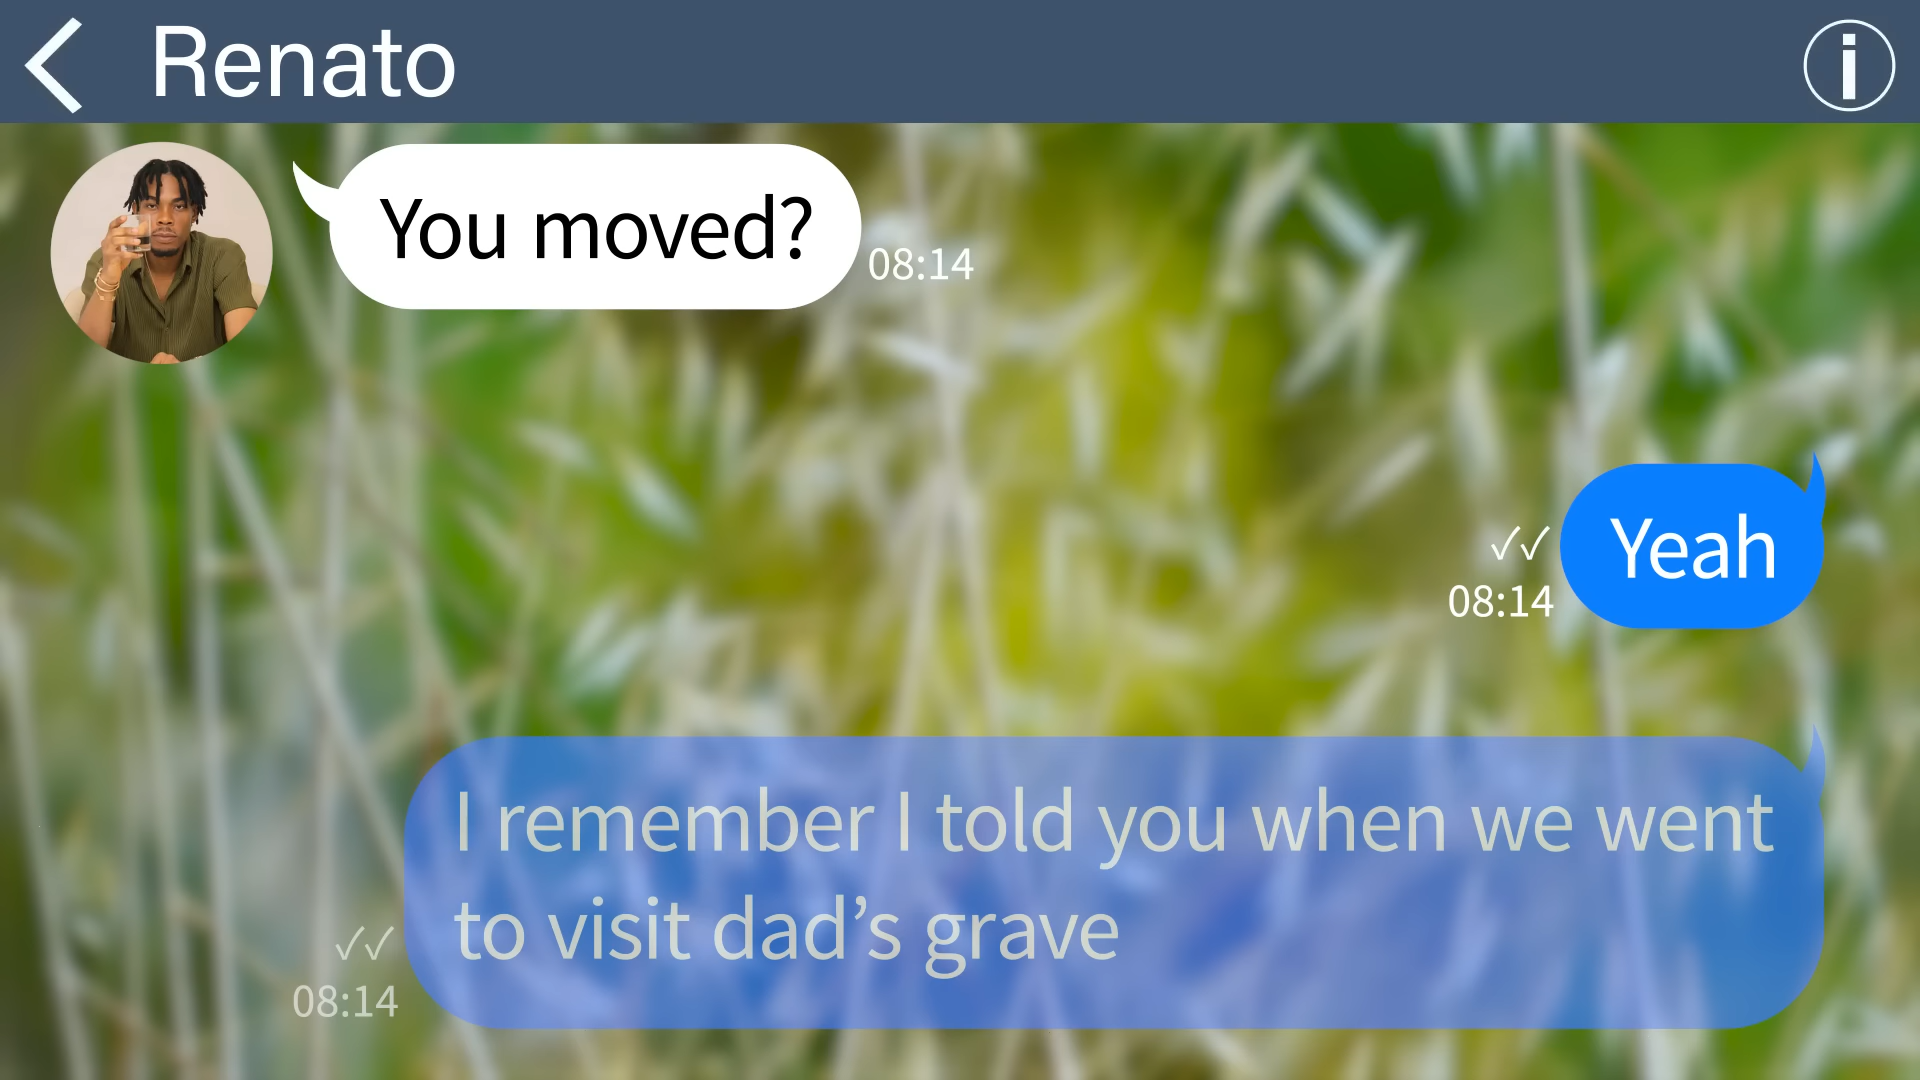 Renato
You moved?
08:14
Yeah
✓✓
08:14
I remember I told you when we went
to visit dad’s grave
✓✓
08:14